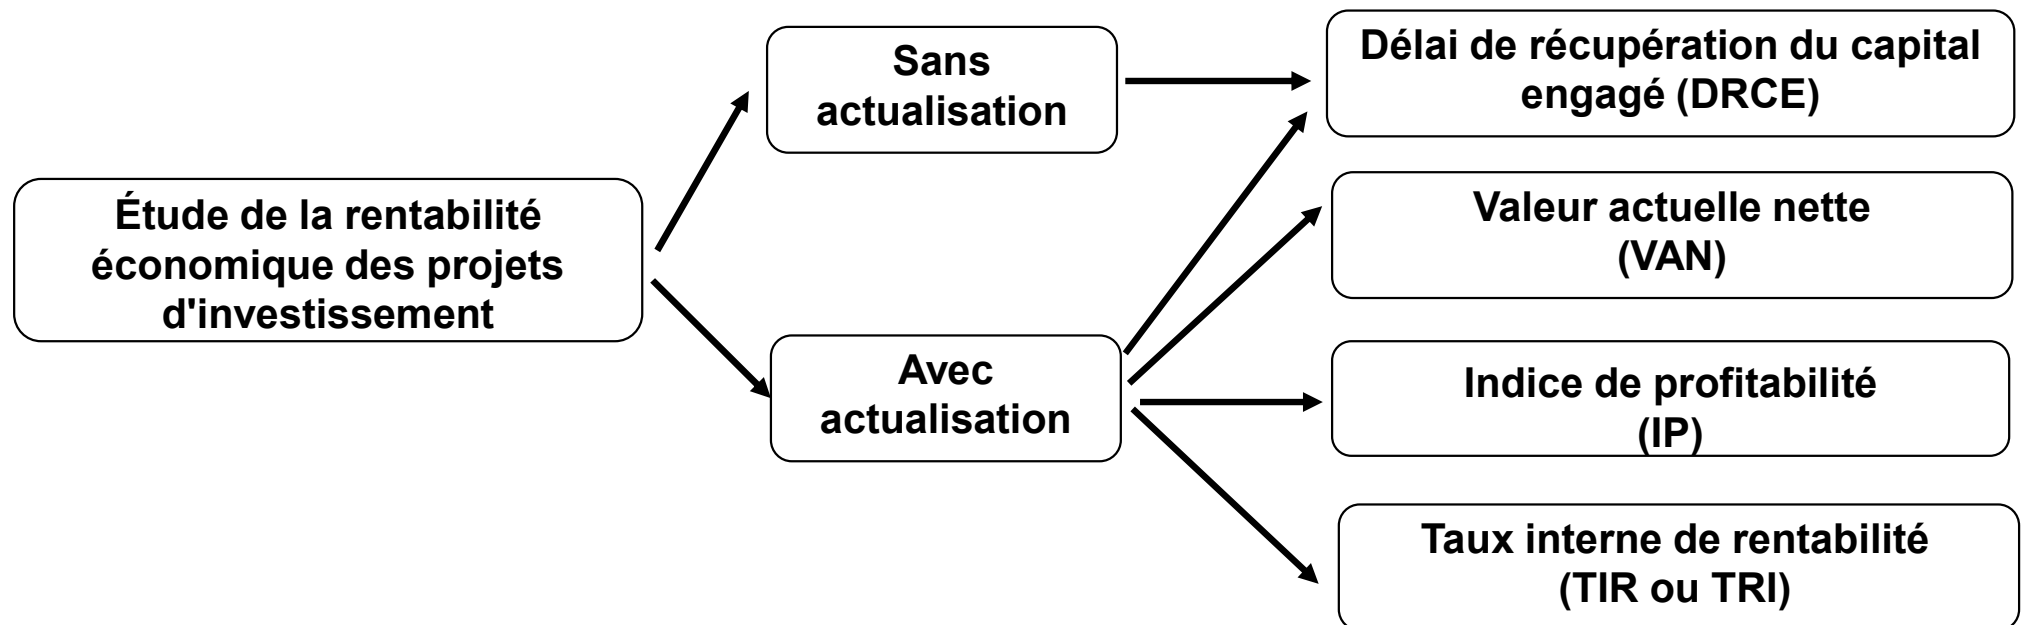 Étude de la rentabilité
économique des projets
d'investissement
Sans
actualisation
Avec
actualisation
Délai de récupération du capital
engagé (DRCE)
Valeur actuelle nette
(VAN)
Indice de profitabilité
(IP)
Taux interne de rentabilité
(TIR ou TRI)